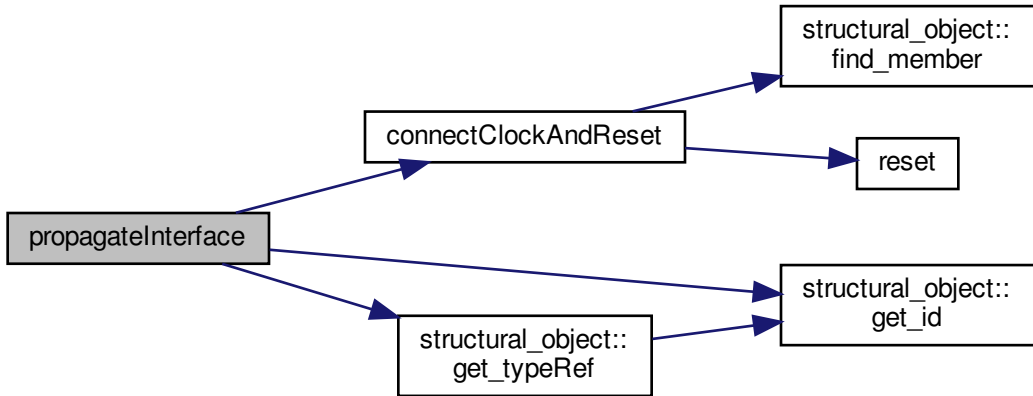 structural_object::
find_member
connectClockAndReset
reset
propagateInterface
structural_object::
get_id
structural_object::
get_typeRef